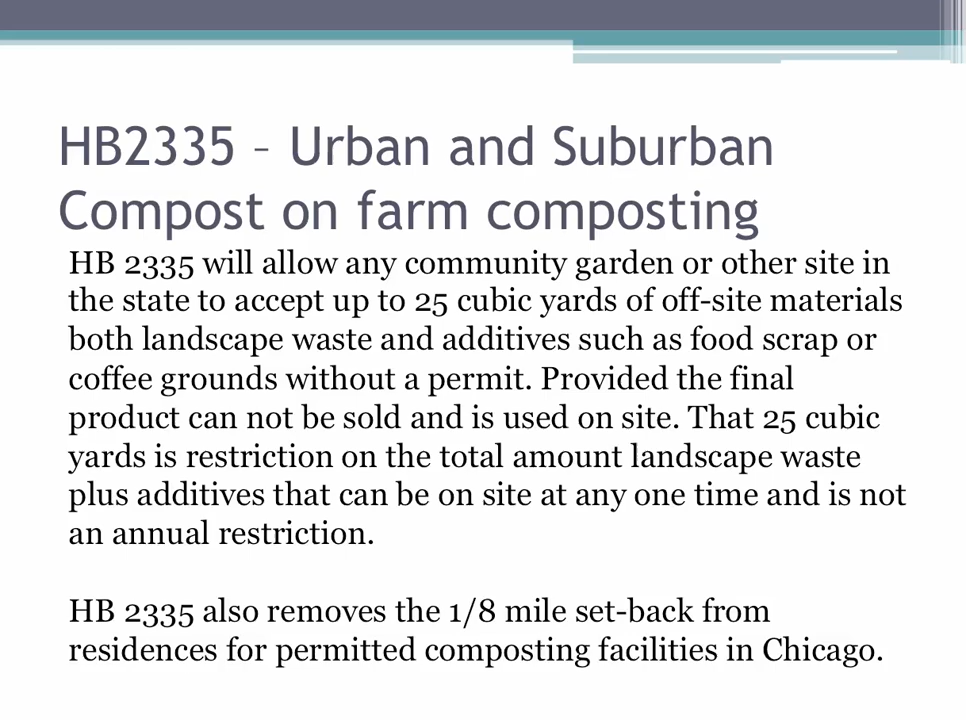 HB2335 – Urban and Suburban
Compost on farm composting
HB 2335 will allow any community garden or other site in
the state to accept up to 25 cubic yards of off-site materials
both landscape waste and additives such as food scrap or
coffee grounds without a permit. Provided the final
product can not be sold and is used on site. That 25 cubic
yards is restriction on the total amount landscape waste
plus additives that can be on site at any one time and is not
an annual restriction.
HB 2335 also removes the 1/8 mile set-back from
residences for permitted composting facilities in Chicago.